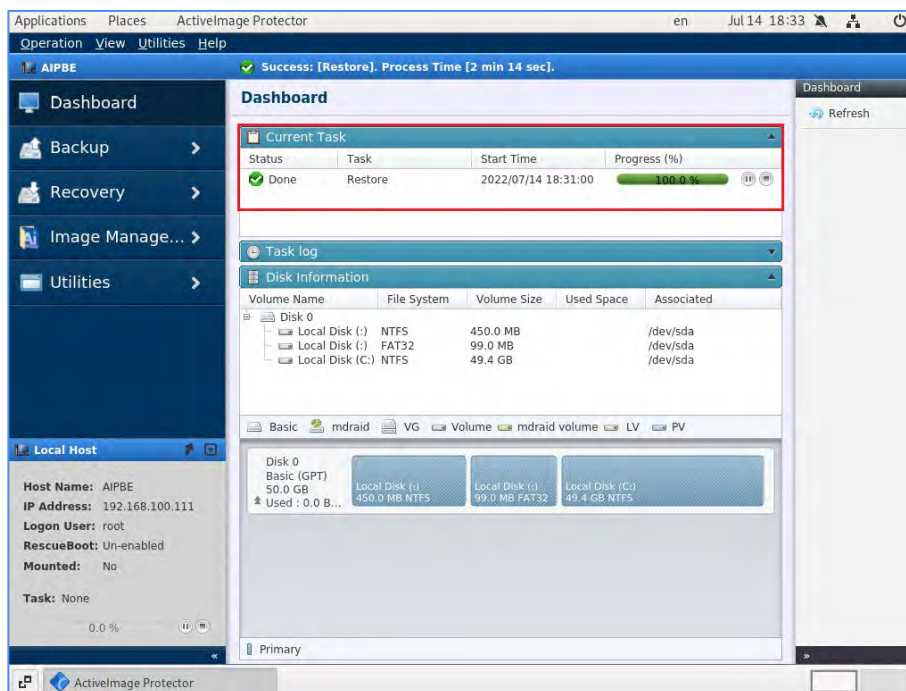 Applications Places ActiveImage Protector en Jul 14 18:33
Operation View Utilities Help
AIPBE Success: [Restore]. Process Time [2 min 14 sec].
Dashboard
Backup
Recovery
Image Manage...
Utilities
Dashboard
Current Task
Status Task Start Time Progress (%)
Done Restore 2022/07/14 18:31:00 100.0 %
Task log
Disk Information
Volume Name File System Volume Size Used Space Associated
Disk 0
Local Disk (:) NTFS 450.0 MB /dev/sda
Local Disk (:) FAT32 99.0 MB /dev/sda
Local Disk (C:) NTFS 49.4 GB /dev/sda
Basic mdraid VG Volume mdraid volume LV PV
Disk 0
Basic (GPT)
50.0 GB
Used : 0.0 B...
Local Disk (:)
450.0 MB NTFS
Local Disk (:)
99.0 MB FAT32
Local Disk (C:)
49.4 GB NTFS
Primary
Dashboard
Refresh
Local Host
Host Name: AIPBE
IP Address: 192.168.100.111
Logon User: root
RescueBoot: Un-enabled
Mounted: No
Task: None
0.0 %
«
»
ActiveImage Protector